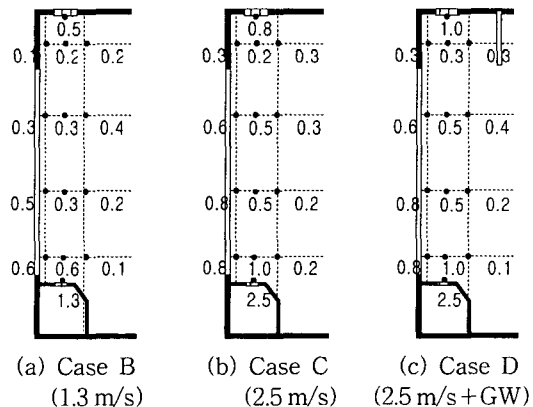 0.5 0.8 1.0
0.1 0.2 0.2 0.3 0.2 0.3 0.3 0.3 0.3
0.3 0.3 0.4 0.6 0.5 0.3 0.6 0.5 0.4
0.5 0.3 0.2 0.8 0.5 0.2 0.8 0.5 0.2
0.6 0.6 0.1 0.8 1.0 0.2 0.8 1.0 0.1
1.3 2.5 2.5
(a) Case B (b) Case C (c) Case D
(1.3 m/s) (2.5 m/s) (2.5 m/s+GW)